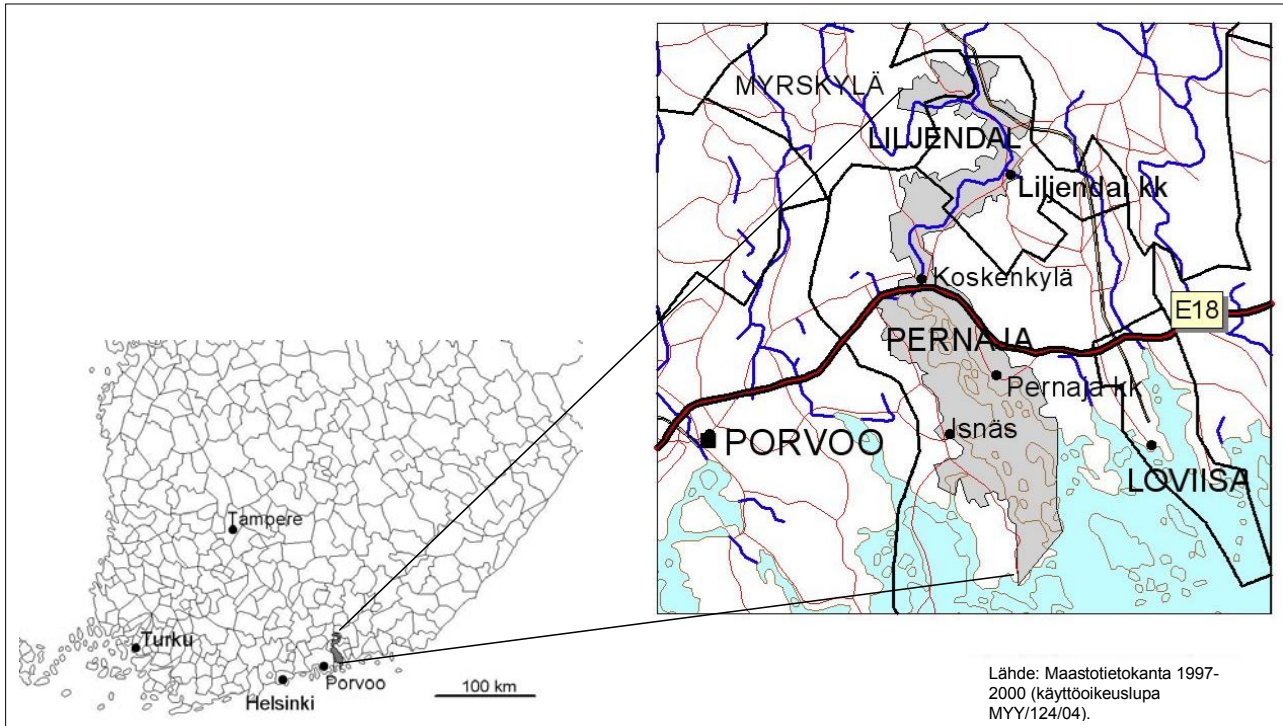 MYRSKYLÄ
LILJENDAL
Liljendal kk
Koskenkylä
E18
PERNAJA
Pernaja kk
Isnäs
PORVOO
LOVIISA
Tampere
Turku
Porvoo
Helsinki
100 km
Lähde: Maastotietokanta 1997-
2000 (käyttöoikeuslupa
MYY/124/04).